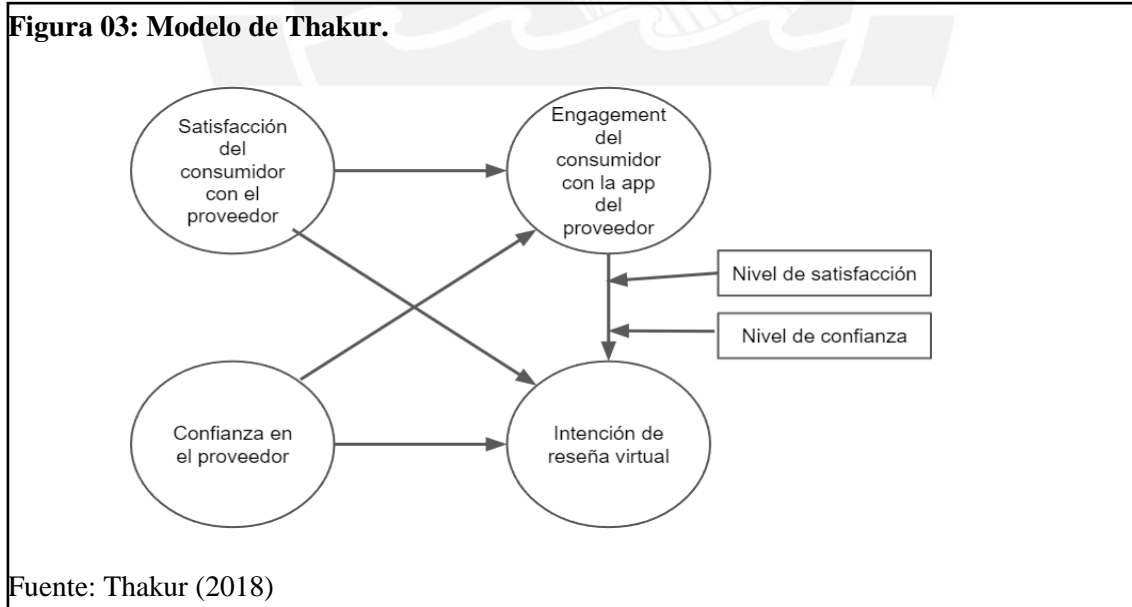 Figura 03: Modelo de Thakur.
Satisfacción
del
consumidor
con el
proveedor
Engagement
del
consumidor
con la app
del
proveedor
Nivel de satisfacción
Nivel de confianza
Confianza en
el proveedor
Intención de
reseña virtual
Fuente: Thakur (2018)